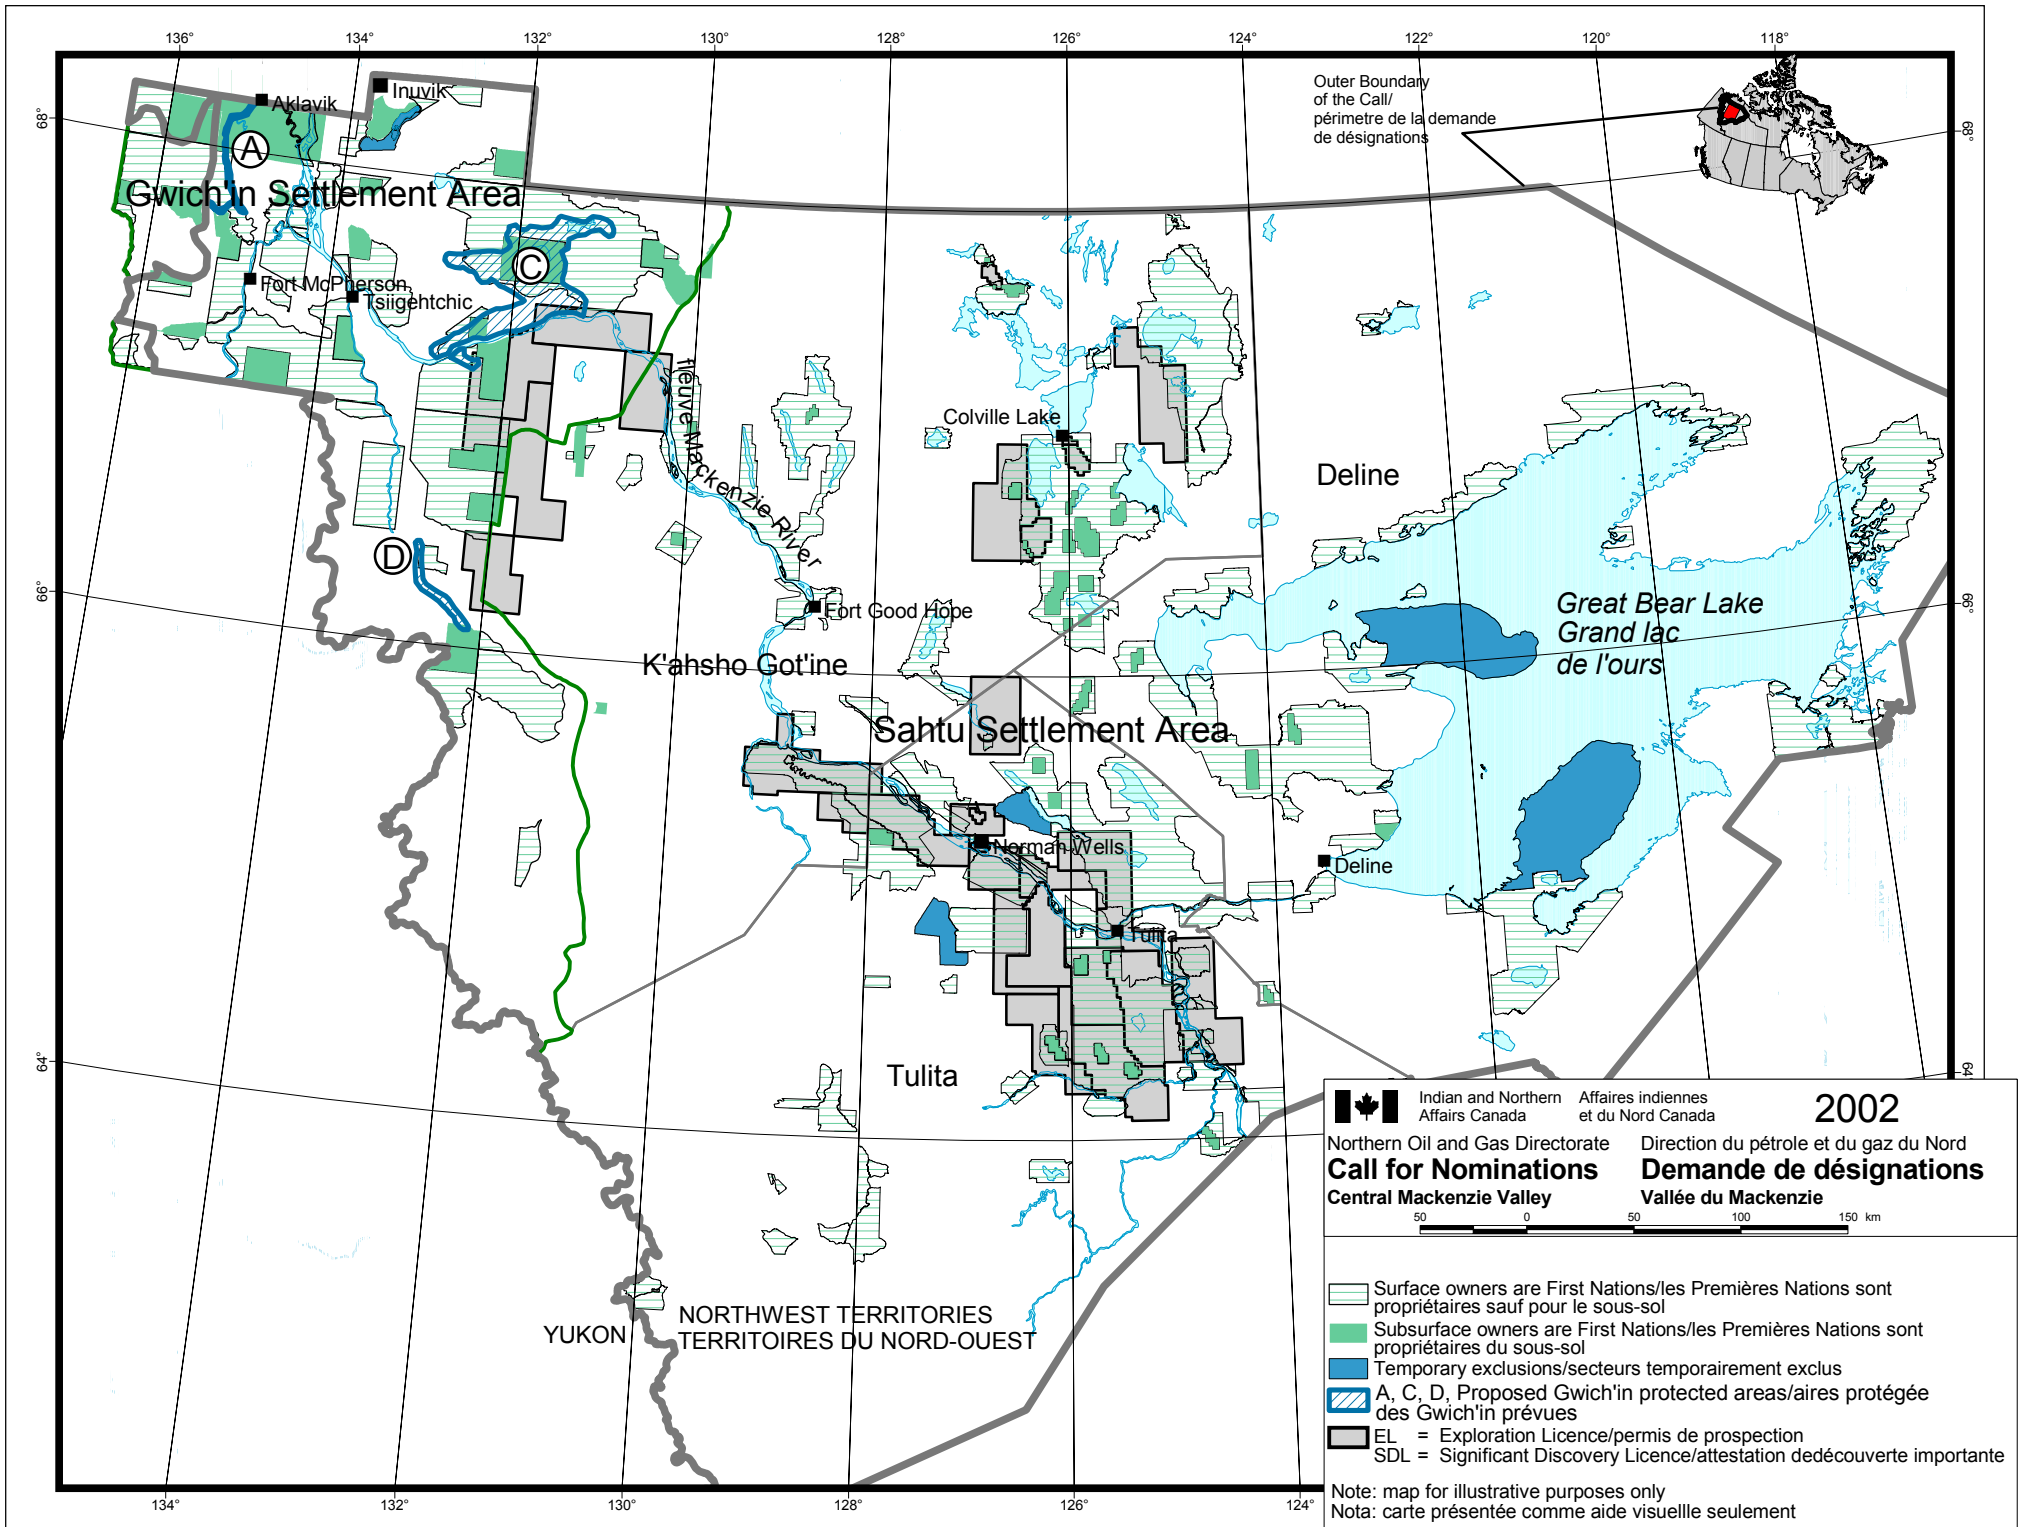 136°
134°
132°
130°
128°
126°
124°
122°
120°
118°
Outer Boundary
of the Call/
périmetre de la demande
de désignations
68°
68°
Inuvik
Aklavik
A
Gwich'in Settlement Area
C
Fort McPherson
Tsiigehtchic
fleuve Mackenzie River
Colville Lake
Deline
D
66°
66°
Great Bear Lake
Grand lac
de l'ours
Fort Good Hope
K'ahsho Got'ine
Sahtu Settlement Area
Norman Wells
Deline
Tulita
64°
64°
Tulita
NORTHWEST TERRITORIES
TERRITOIRES DU NORD-OUEST
YUKON
134°
132°
130°
128°
126°
124°
Indian and Northern Affaires indiennes
Affairs Canada et du Nord Canada
2002
Northern Oil and Gas Directorate Direction du pétrole et du gaz du Nord
Call for Nominations Demande de désignations
Central Mackenzie Valley Vallée du Mackenzie
50 0 50 100 150 km
Surface owners are First Nations/les Premières Nations sont
propriétaires sauf pour le sous-sol
Subsurface owners are First Nations/les Premières Nations sont
propriétaires du sous-sol
Temporary exclusions/secteurs temporairement exclus
A, C, D, Proposed Gwich'in protected areas/aires protégée
des Gwich'in prévues
EL = Exploration Licence/permis de prospection
SDL = Significant Discovery Licence/attestation dedécouverte importante
Note: map for illustrative purposes only
Nota: carte présentée comme aide visuellle seulement